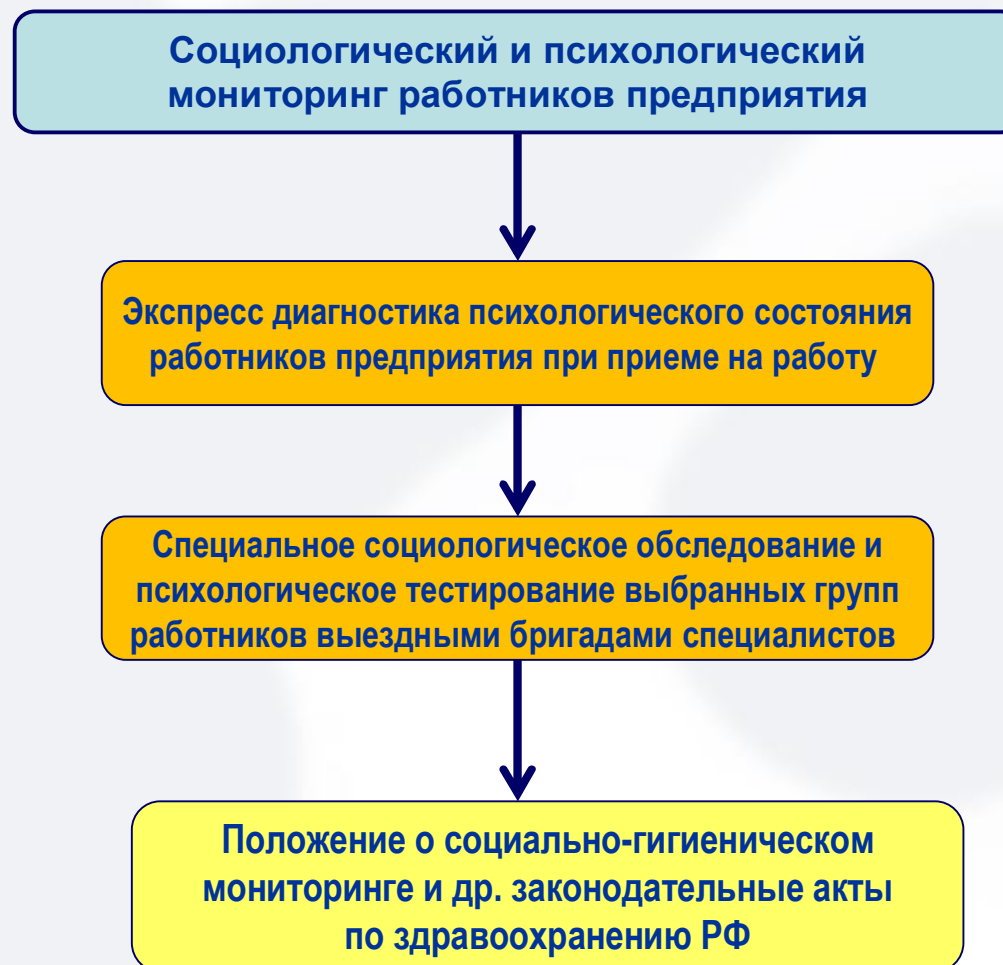 Социологический и психологический
мониторинг работников предприятия
Экспресс диагностика психологического состояния
работников предприятия при приеме на работу
Специальное социологическое обследование и
психологическое тестирование выбранных групп
работников выездными бригадами специалистов
Положение о социально-гигиеническом
мониторинге и др. законодательные акты
по здравоохранению РФ